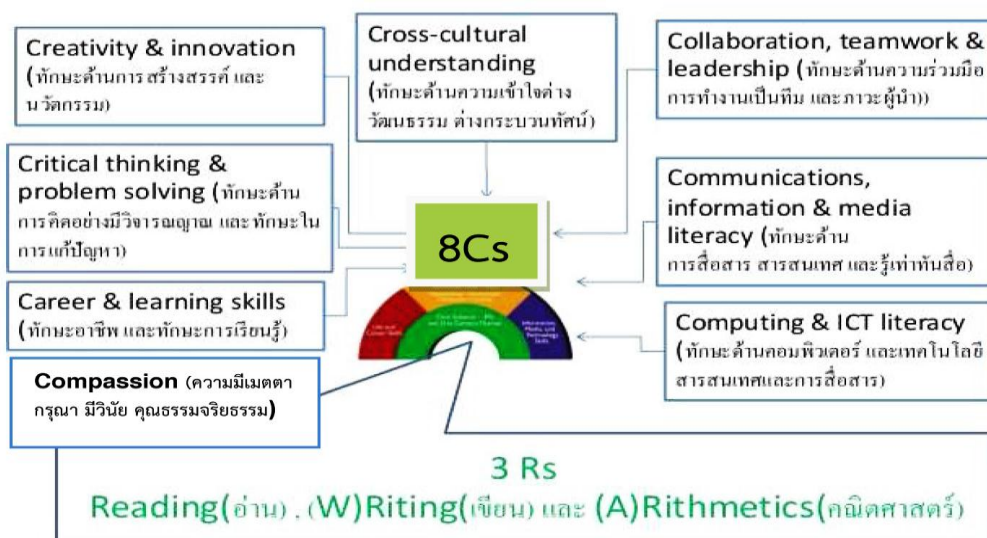 Creativity & innovation
(ทักษะด้านการ สร้างสรรค์ และ
นวัตกรรม)
Cross-cultural
understanding
(ทักษะด้านความเข้าใจต่าง
วัฒนธรรม ต่างกระบวนทัศน์)
Collaboration, teamwork &
leadership (ทักษะด้านความร่วมมือ
การทำงานเป็นทีม และภาวะผู้นำ))
Critical thinking &
problem solving (ทักษะด้าน
การคิดอย่างมีวิจารณญาณ และทักษะใน
การแก้ปัญหา)
Communications,
information & media
literacy (ทักษะด้าน
การสื่อสาร สารสนเทศ และรู้เท่าทันสื่อ)
8Cs
Career & learning skills
(ทักษะอาชีพ และทักษะการเรียนรู้)
Life and
Career Skills
Information,
Media, and
Technology
Skills
Computing & ICT literacy
(ทักษะด้านคอมพิวเตอร์ และเทคโนโลยี
สารสนเทศและการสื่อสาร)
Compassion (ความมีเมตตา
กรุณา มีวินัย คุณธรรมจริยธรรม)
3 Rs
Reading(อ่าน) , (W)Riting(เขียน) และ (A)Rithmetics(คณิตศาสตร์)